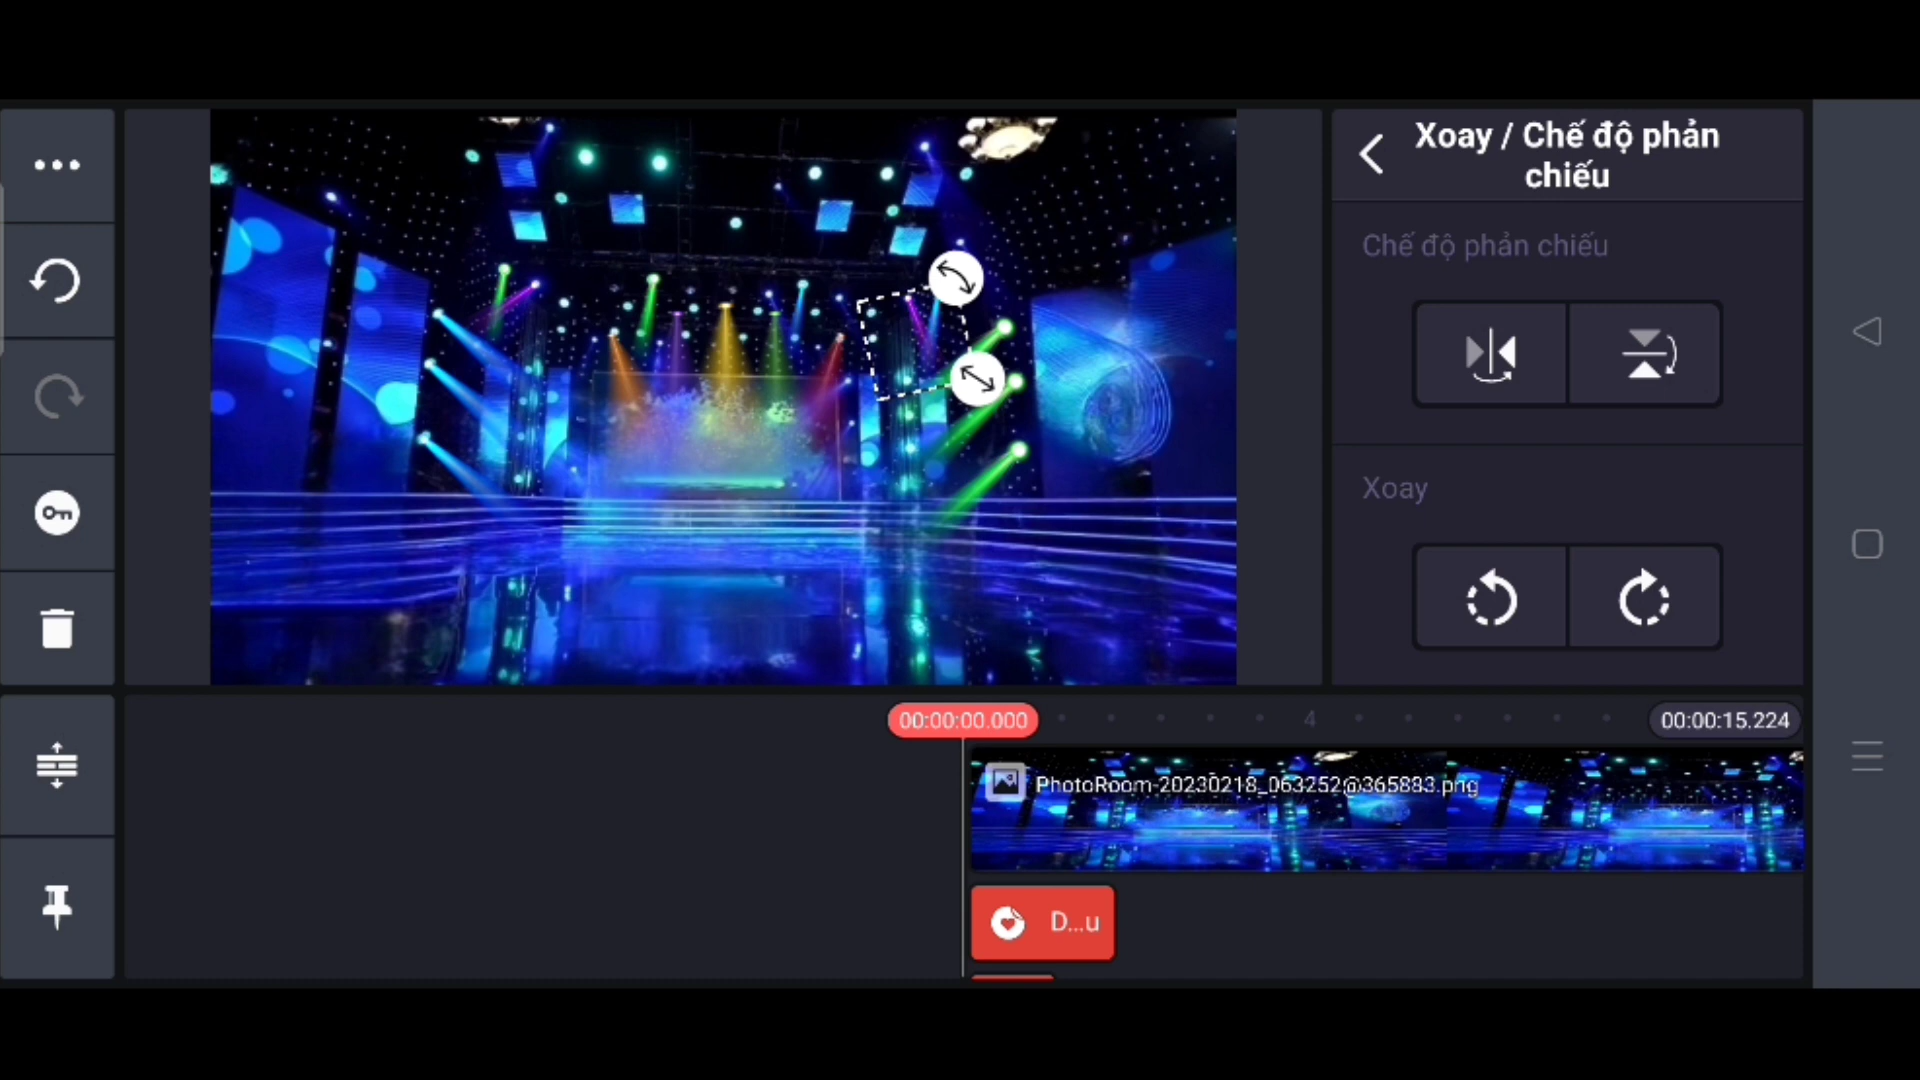 Xoay / Chế độ phản
chiếu
Chế độ phản chiếu
Xoay
00:00:00.000
4
00:00:15.224
PhotoRoom-20230218_063252@365883.png
D...u